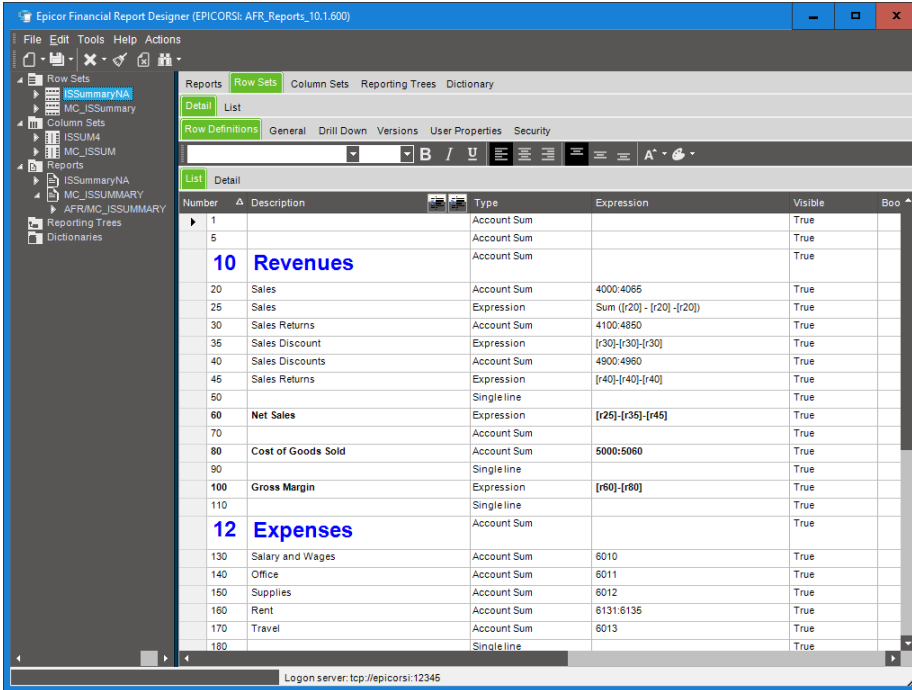 Epicor Financial Report Designer (EPICORSI: AFR_Reports_10.1.600)
File Edit Tools Help Actions
Row Sets
ISSummaryNA
MC_ISSummary
Column Sets
ISSUM4
MC_ISSUM
Reports
ISSummaryNA
MC_ISSUMMARY
AFR/MC_ISSUMMARY
Reporting Trees
Dictionaries
Reports Row Sets Column Sets Reporting Trees Dictionary
Detail List
Row Definitions General Drill Down Versions User Properties Security
B I U A
List Detail
Number Description Type Expression Visible Boo
1 Account Sum True
5 Account Sum True
10 Revenues Account Sum True
20 Sales Account Sum 4000:4065 True
25 Sales Expression Sum ([r20] - [r20] -[r20]) True
30 Sales Returns Account Sum 4100:4850 True
35 Sales Discount Expression [r30]-[r30]-[r30] True
40 Sales Discounts Account Sum 4900:4960 True
45 Sales Returns Expression [r40]-[r40]-[r40] True
50 Single line True
60 Net Sales Expression [r25]-[r35]-[r45] True
70 Account Sum True
80 Cost of Goods Sold Account Sum 5000:5060 True
90 Single line True
100 Gross Margin Expression [r60]-[r80] True
110 Single line True
12 Expenses Account Sum True
130 Salary and Wages Account Sum 6010 True
140 Office Account Sum 6011 True
150 Supplies Account Sum 6012 True
160 Rent Account Sum 6131:6135 True
170 Travel Account Sum 6013 True
180 Single line True
Logon server: tcp://epicorsi:12345